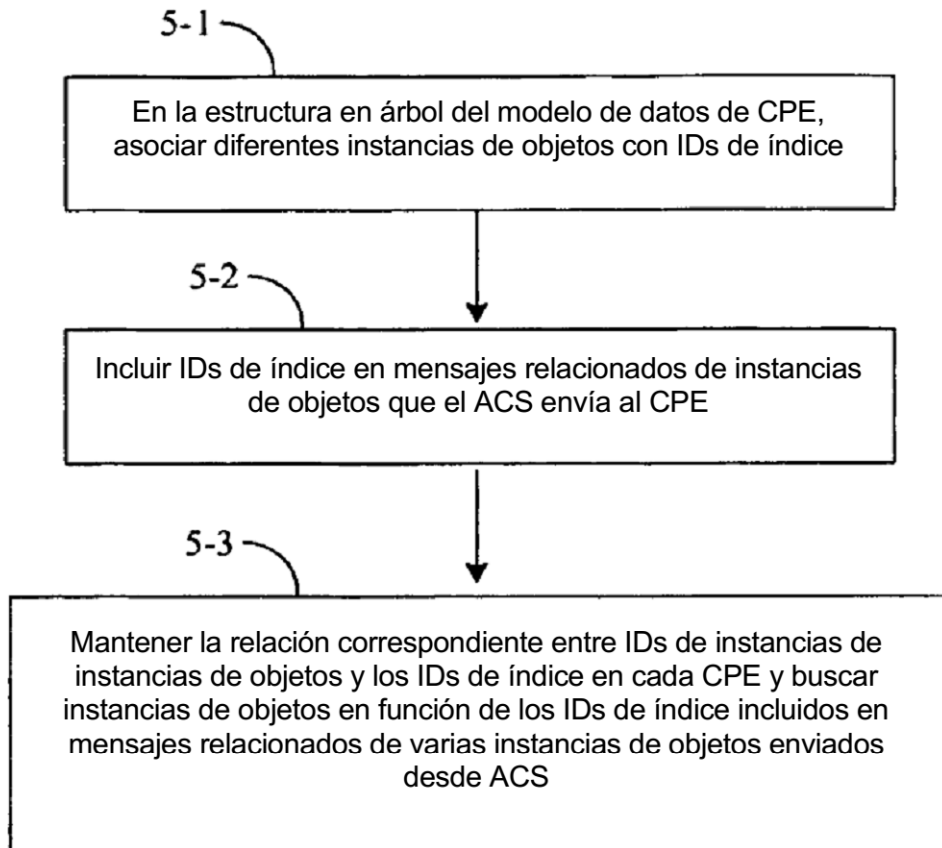 5-1
En la estructura en árbol del modelo de datos de CPE,
asociar diferentes instancias de objetos con IDs de índice
5-2
Incluir IDs de índice en mensajes relacionados de instancias
de objetos que el ACS envía al CPE
5-3
Mantener la relación correspondiente entre IDs de instancias de
instancias de objetos y los IDs de índice en cada CPE y buscar
instancias de objetos en función de los IDs de índice incluidos en
mensajes relacionados de varias instancias de objetos enviados
desde ACS